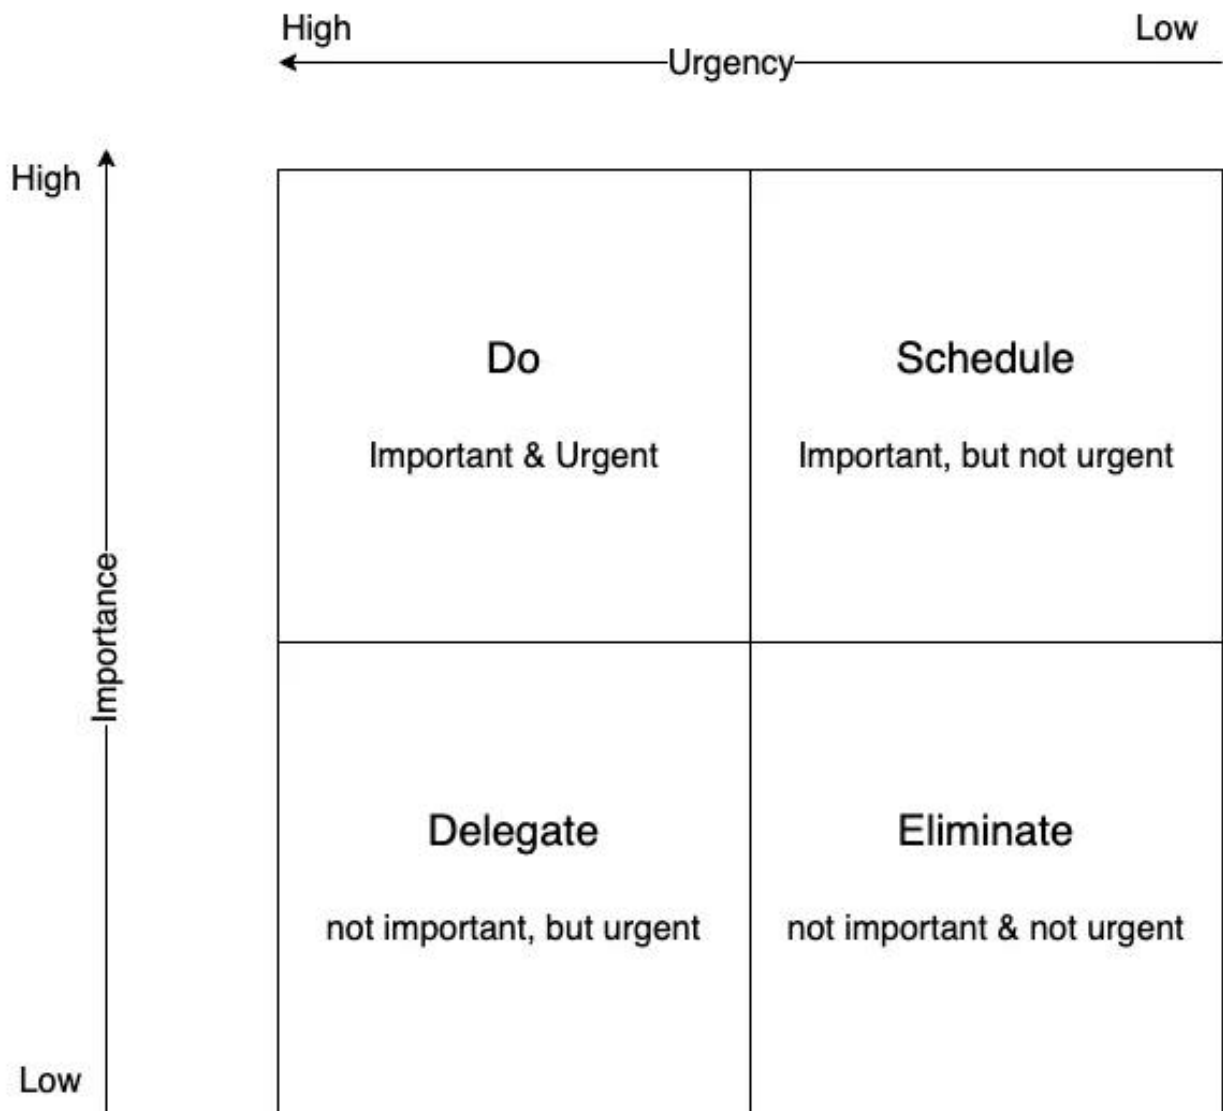 High
Low
Urgency
High
Do
Schedule
Important & Urgent
Important, but not urgent
Importance
Delegate
Eliminate
not important, but urgent
not important & not urgent
Low